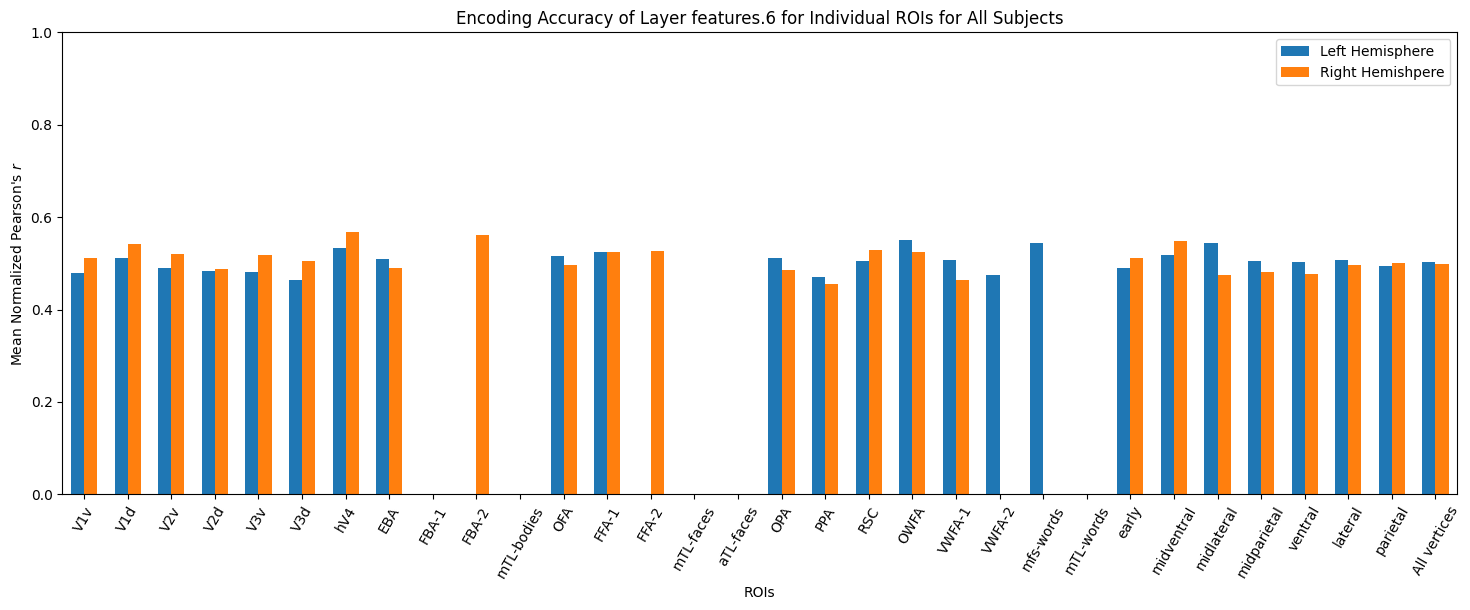 Encoding Accuracy of Layer features.6 for Individual ROIs for All Subjects
Left Hemisphere
Right Hemishpere
Mean Normalized Pearson's r
1.0
0.8
0.6
0.4
0.2
0.0
V1v
V1d
V2v
V2d
V3v
V3d
hV4
EBA
FBA-1
FBA-2
mTL-bodies
OFA
FFA-1
FFA-2
mTL-faces
aTL-faces
OPA
PPA
RSC
OWFA
VWFA-1
VWFA-2
mfs-words
mTL-words
early
midventral
midlateral
midparietal
ventral
lateral
parietal
All vertices
ROIs